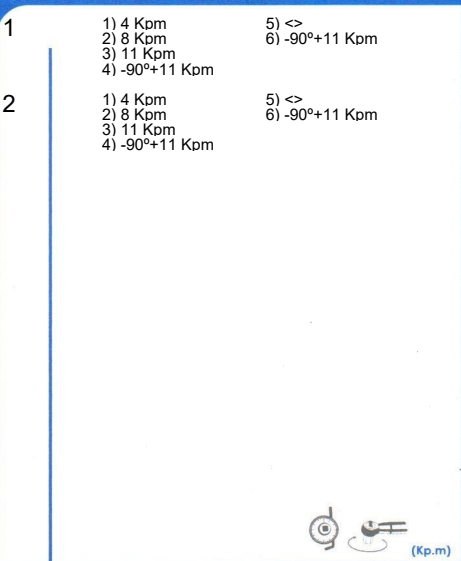 1
1) 4 Kpm
2) 8 Kpm
3) 11 Kpm
4) -90º+11 Kpm
5) <>
6) -90º+11 Kpm
2
1) 4 Kpm
2) 8 Kpm
3) 11 Kpm
4) -90º+11 Kpm
5) <>
6) -90º+11 Kpm
(Kp.m)